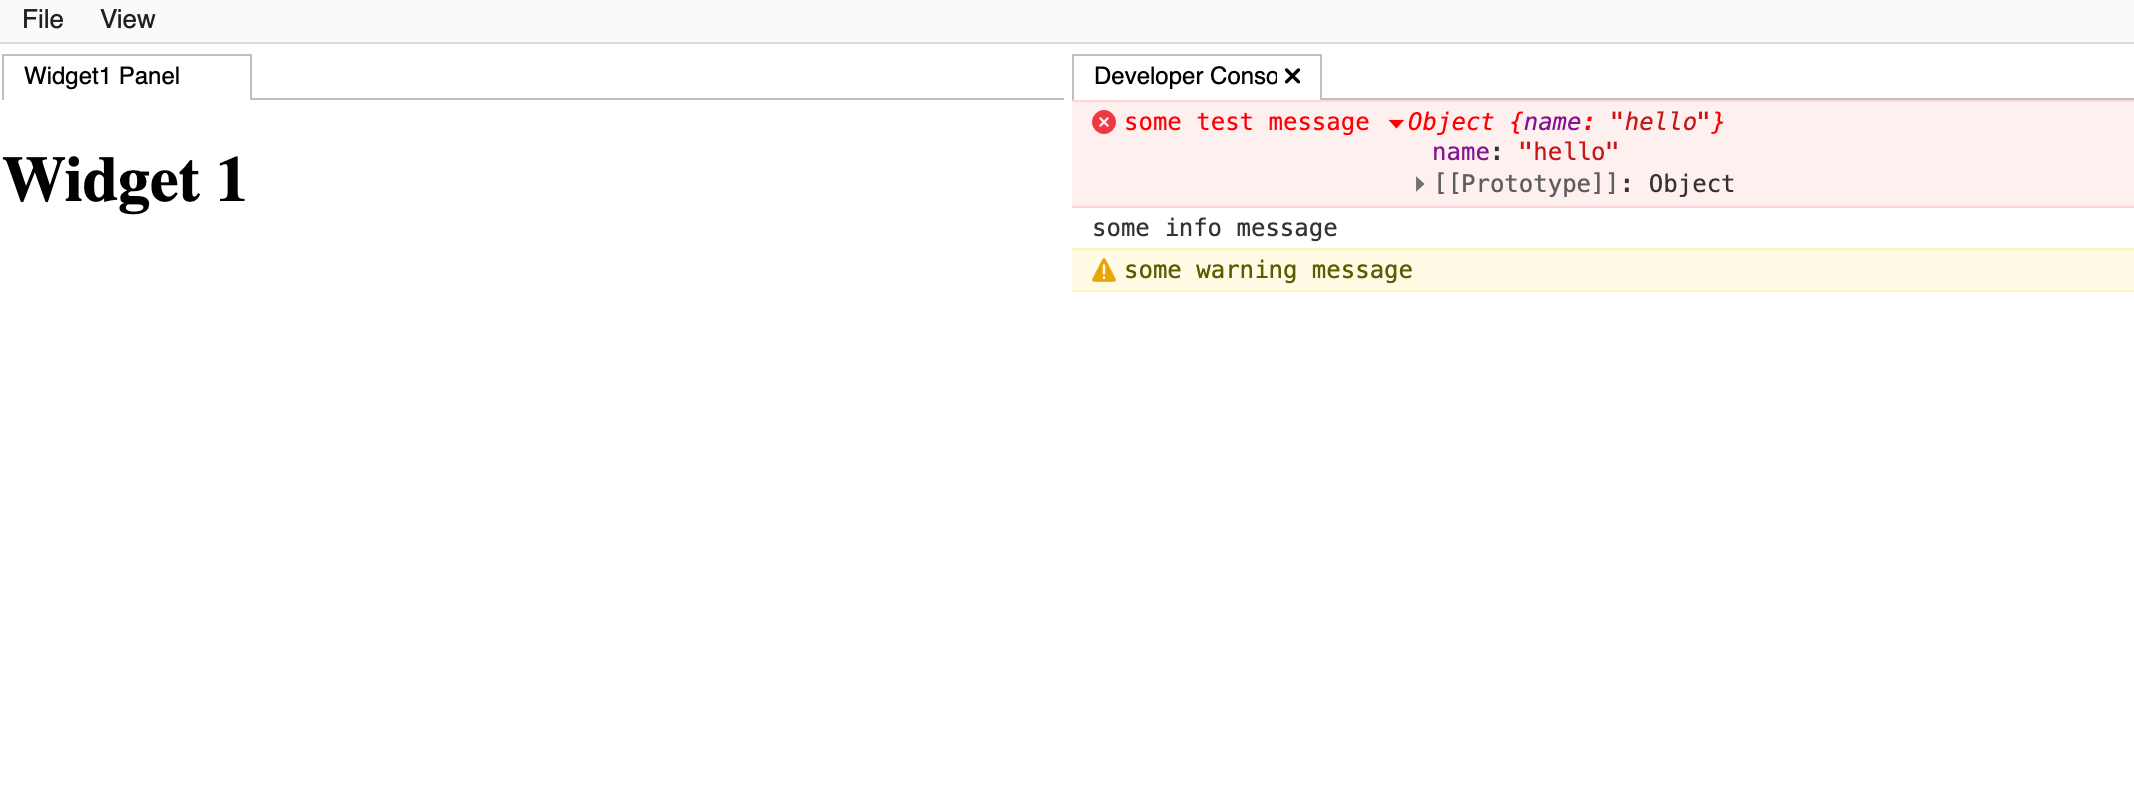 File View
Widget1 Panel
Widget 1
Developer Conso
some test message Object {name: "hello"}
name: "hello"
[[Prototype]]: Object
some info message
some warning message